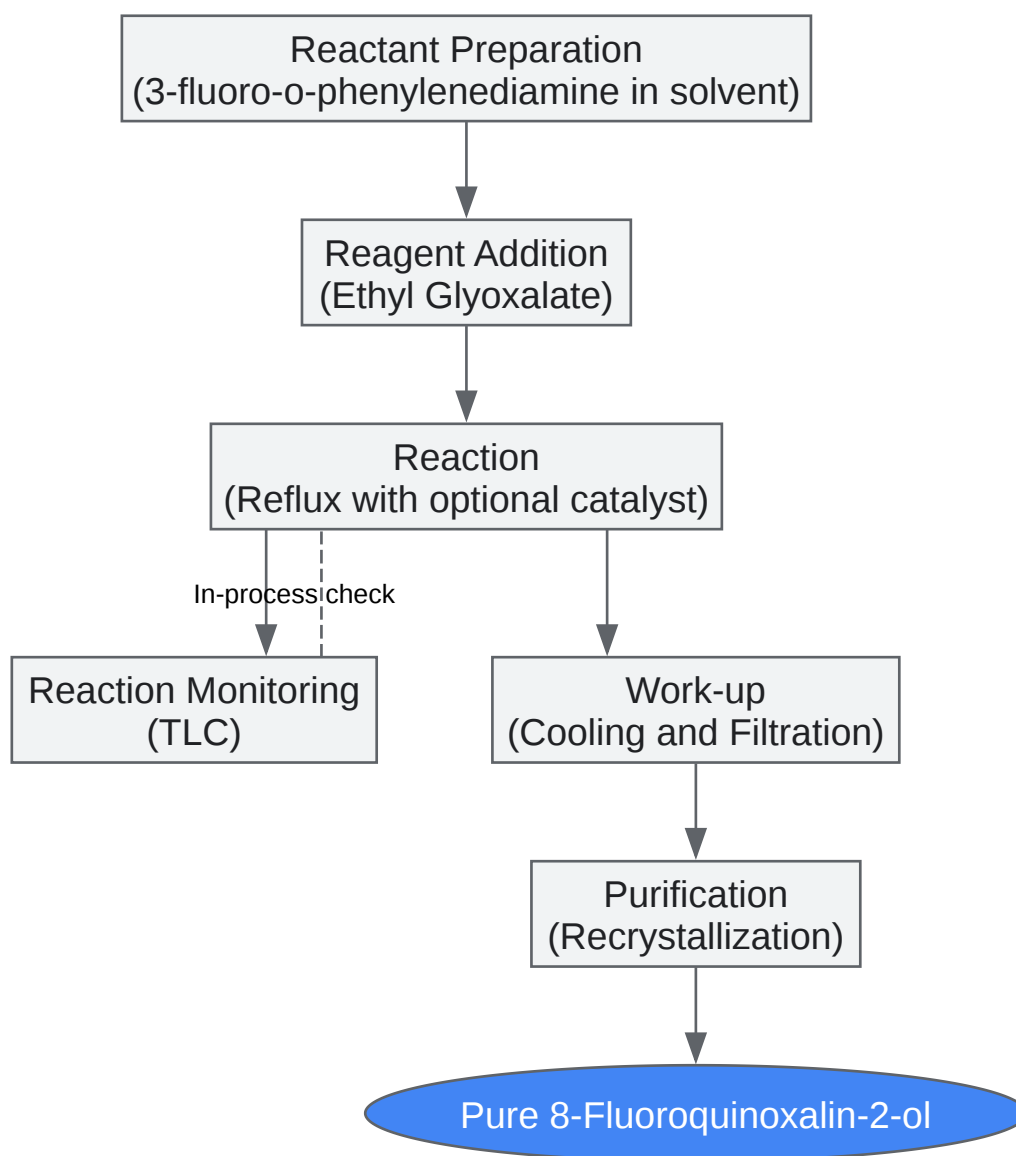 Reactant Preparation
(3-fluoro-o-phenylenediamine in solvent)
Reagent Addition
(Ethyl Glyoxalate)
Reaction
(Reflux with optional catalyst)
In-process check
Reaction Monitoring
(TLC)
Work-up
(Cooling and Filtration)
Purification
(Recrystallization)
Pure 8-Fluoroquinoxalin-2-ol